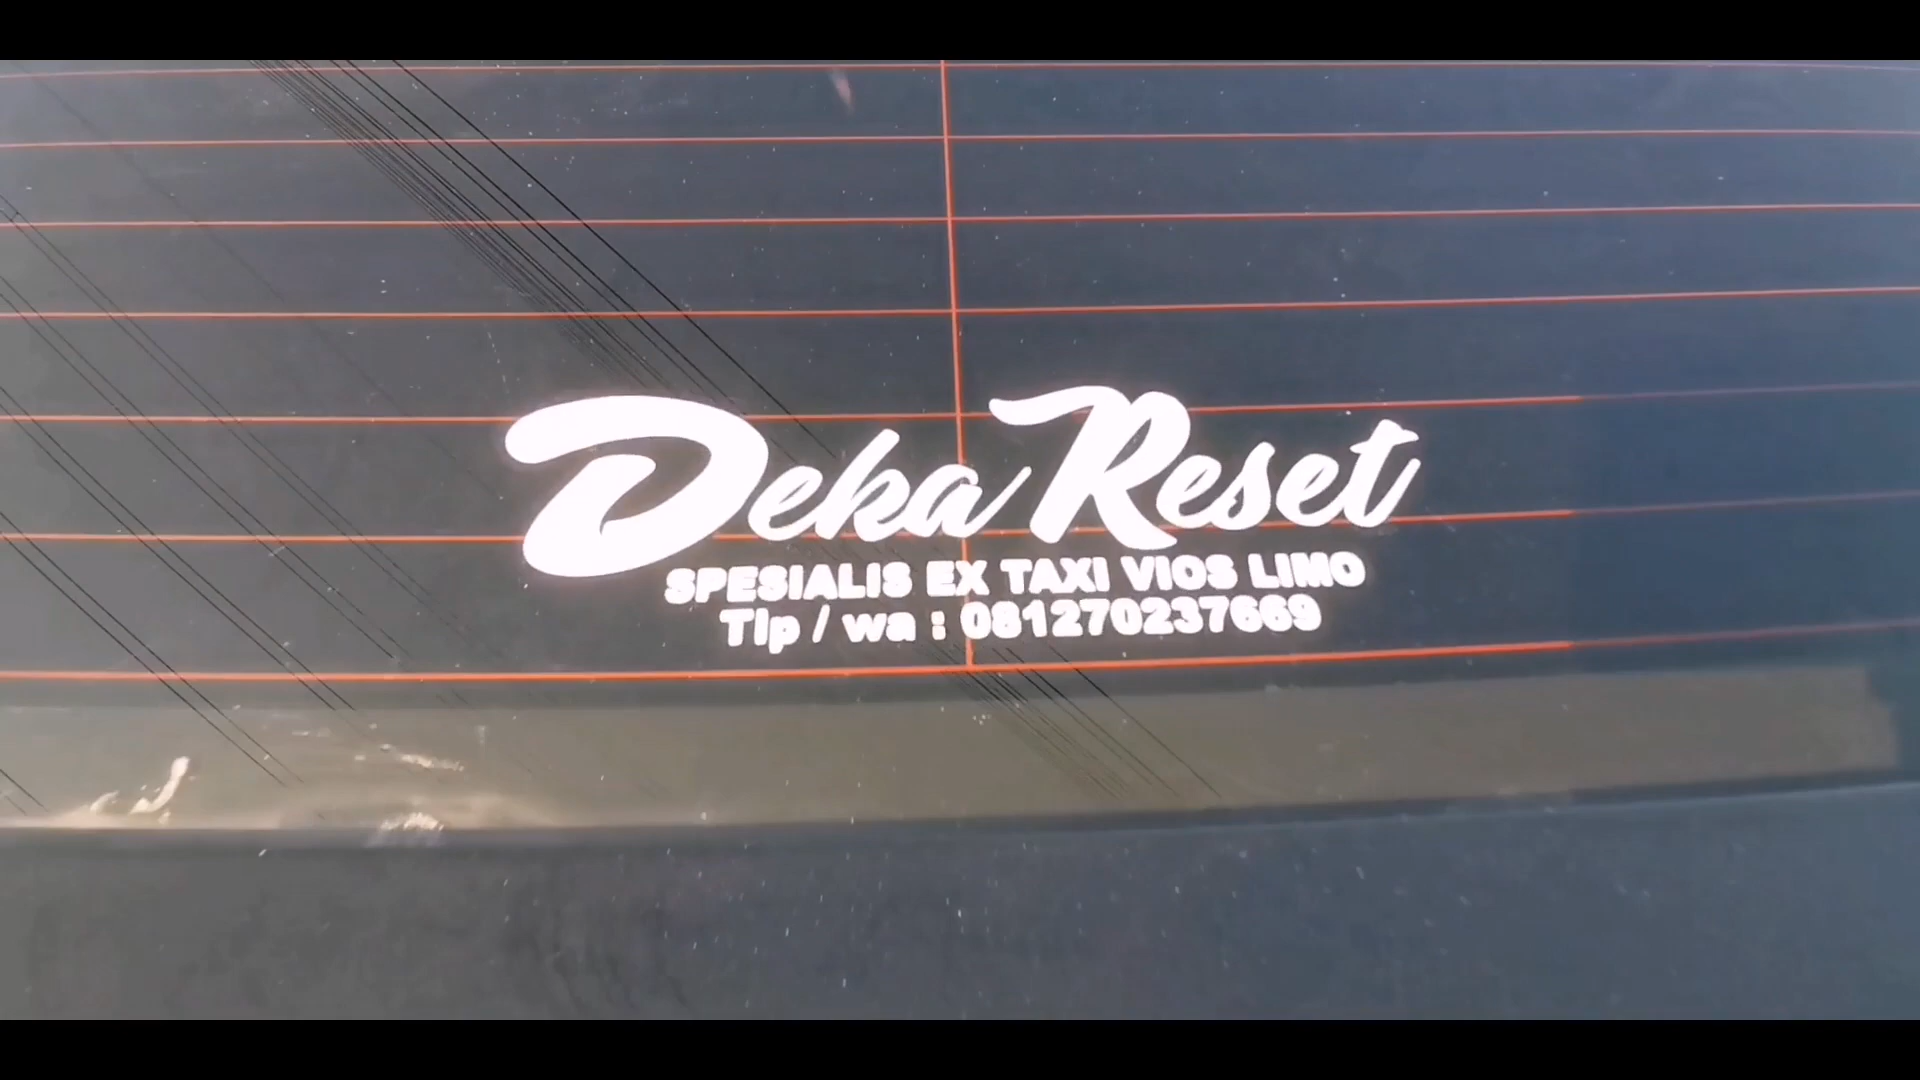 Deka Reset
SPESIALIS EX TAXI VIOS LIMO
Tlp / wa : 081270237669